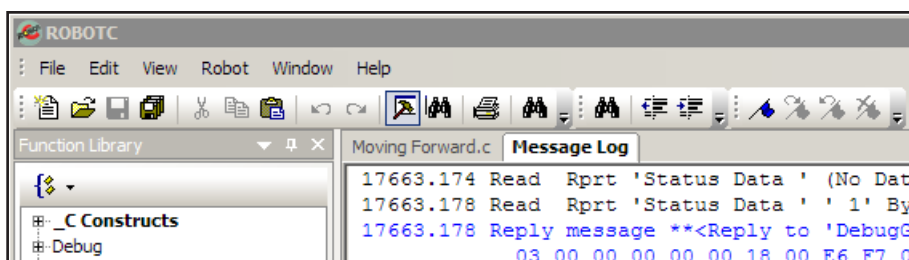 ROBOTC
File Edit View Robot Window Help
Function Library
Moving Forward.c Message Log
17663.174 Read Rprt 'Status Data ' (No Dat
17663.178 Read Rprt 'Status Data ' ' 1' By
_C Constructs
17663.178 Reply message **<Reply to 'DebugG
Debug
03 00 00 00 00 00 18 00 E6 F7 0